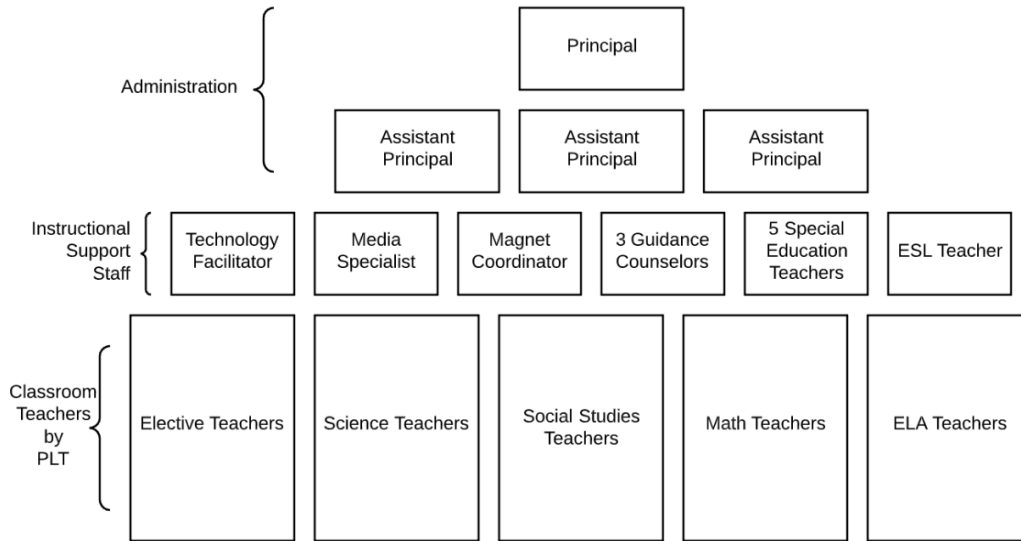 Principal
Administration
Assistant
Principal
Assistant
Principal
Assistant
Principal
Instructional
Support
Staff
Technology
Facilitator
Media
Specialist
Magnet
Coordinator
3 Guidance
Counselors
5 Special
Education
Teachers
ESL Teacher
Classroom
Teachers
by
PLT
Elective Teachers
Science Teachers
Social Studies
Teachers
Math Teachers
ELA Teachers